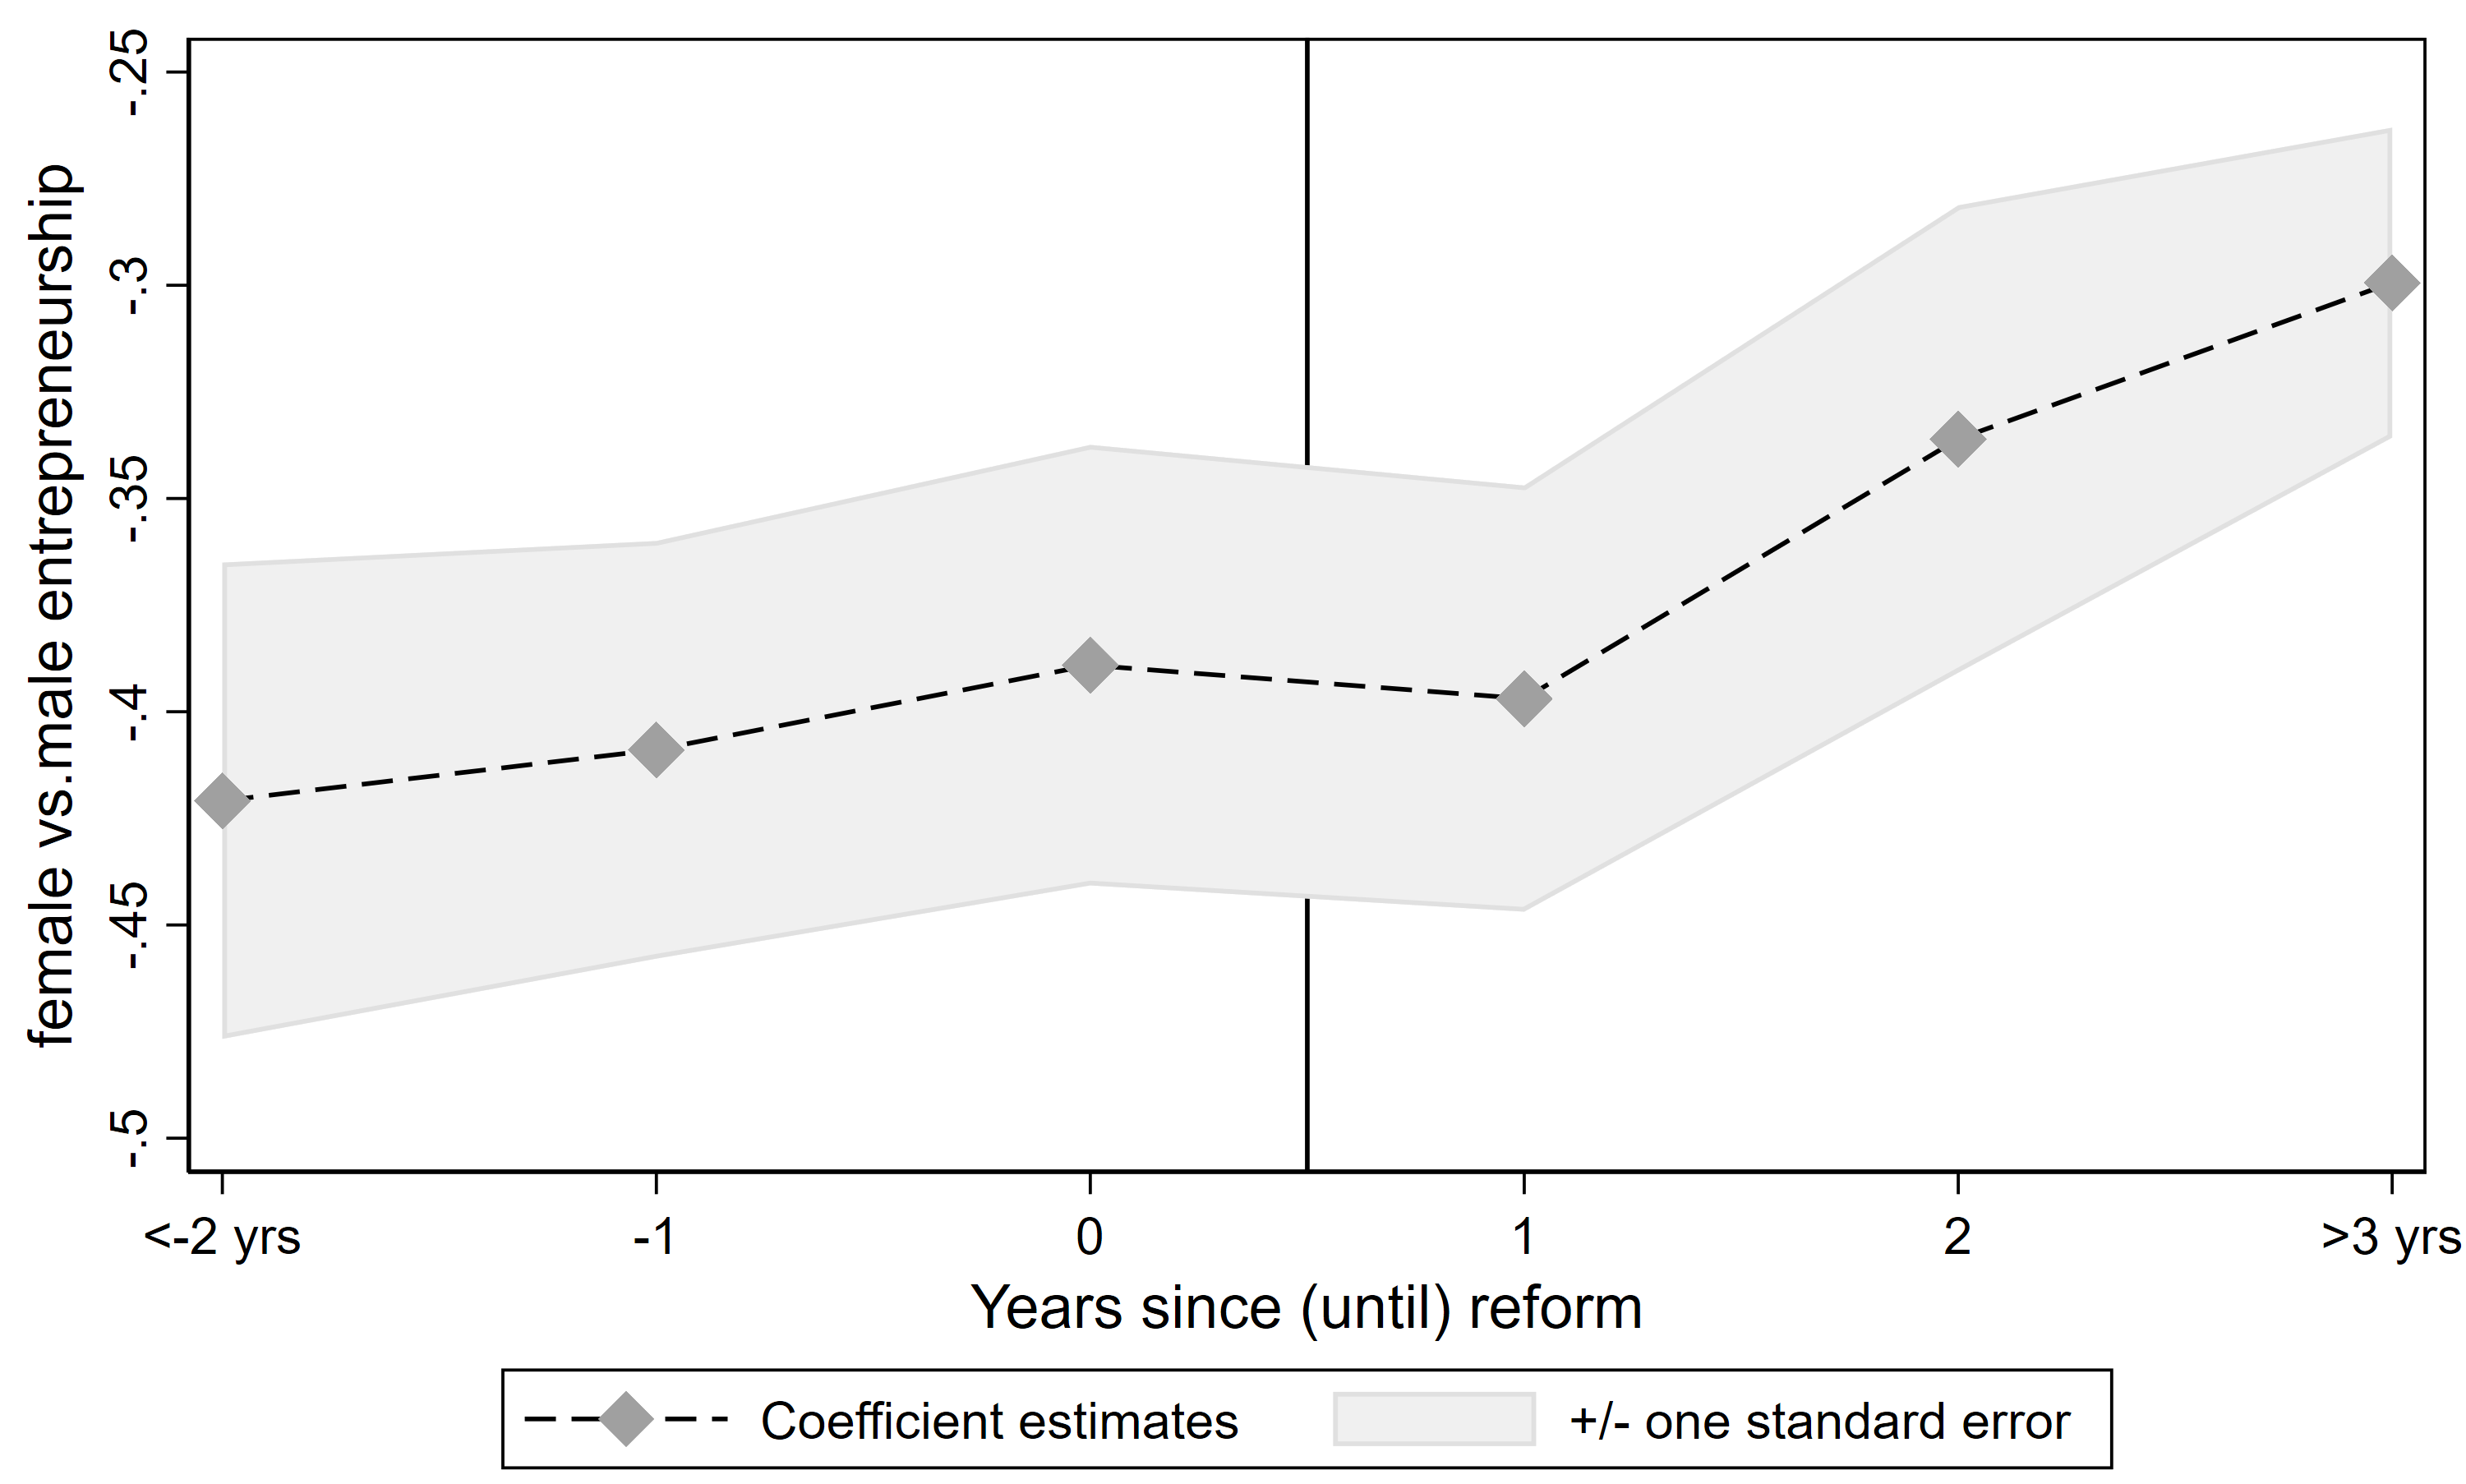 female vs.male entrepreneurship
-.25
-.3
-.35
-.4
-.45
-.5
<-2 yrs
-1
0
1
2
>3 yrs
Years since (until) reform
Coefficient estimates
+/- one standard error